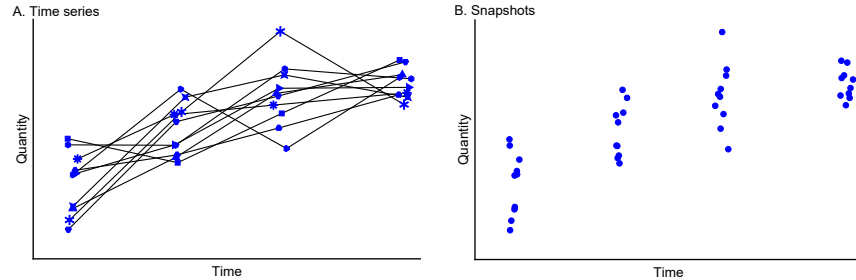 A. Time series
Quantity
Time
B. Snapshots
Quantity
Time